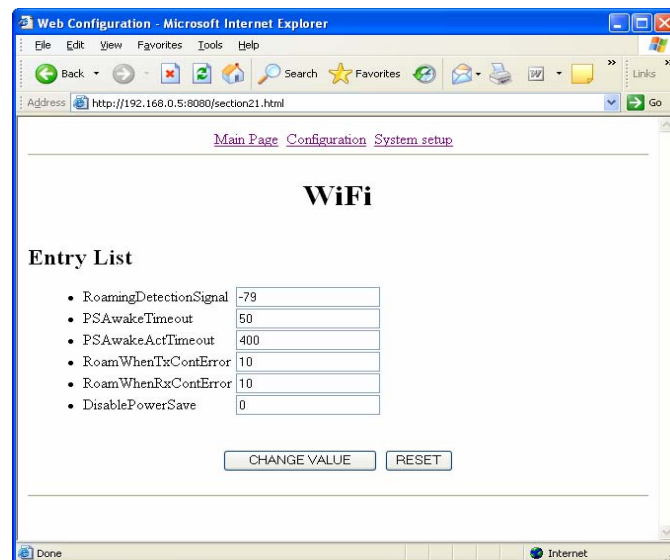 Web Configuration - Microsoft Internet Explorer
File Edit View Favorites Tools Help
Back Search Favorites » Links »
Address http://192.168.0.5:8080/section21.html Go
Main Page Configuration System setup
WiFi
Entry List
• RoamingDetectionSignal -79
• PSAwakeTimeout 50
• PSAwakeActTimeout 400
• RoamWhenTxContError 10
• RoamWhenRxContError 10
• DisablePowerSave 0
CHANGE VALUE RESET
Done Internet